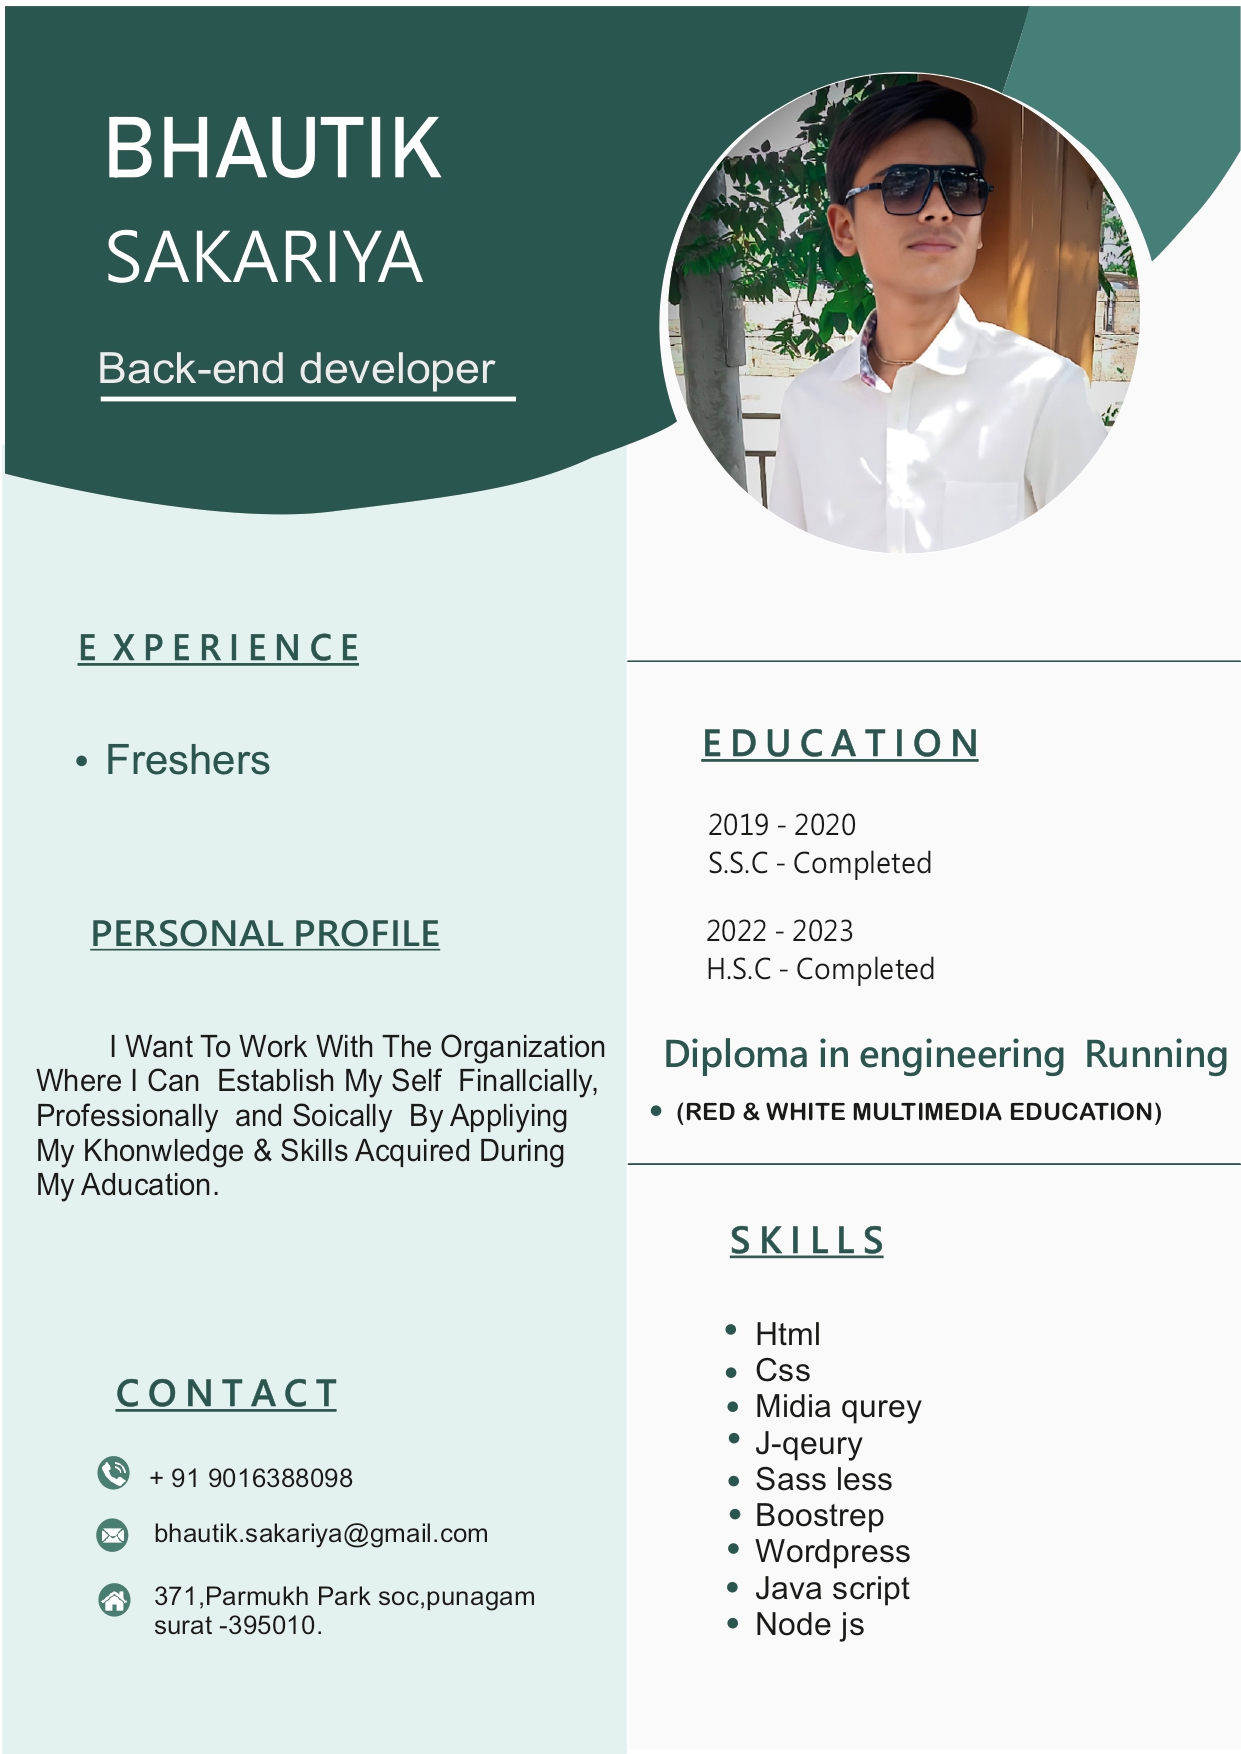 BHAUTIK
SAKARIYA
Back-end developer
EXPERIENCE
• Freshers
PERSONAL PROFILE
I Want To Work With The Organization
Where I Can Establish My Self Finallcially,
Professionally and Soically By Appliying
My Khonwledge & Skills Acquired During
My Aducation.
CONTACT
+ 91 9016388098
bhautik.sakariya@gmail.com
371,Parmukh Park soc,punagam
surat -395010.
EDUCATION
2019 - 2020
S.S.C - Completed
2022 - 2023
H.S.C - Completed
Diploma in engineering Running
• (RED & WHITE MULTIMEDIA EDUCATION)
SKILLS
• Html
• Css
• Midia qurey
• J-qeury
• Sass less
• Boostrep
• Wordpress
• Java script
• Node js